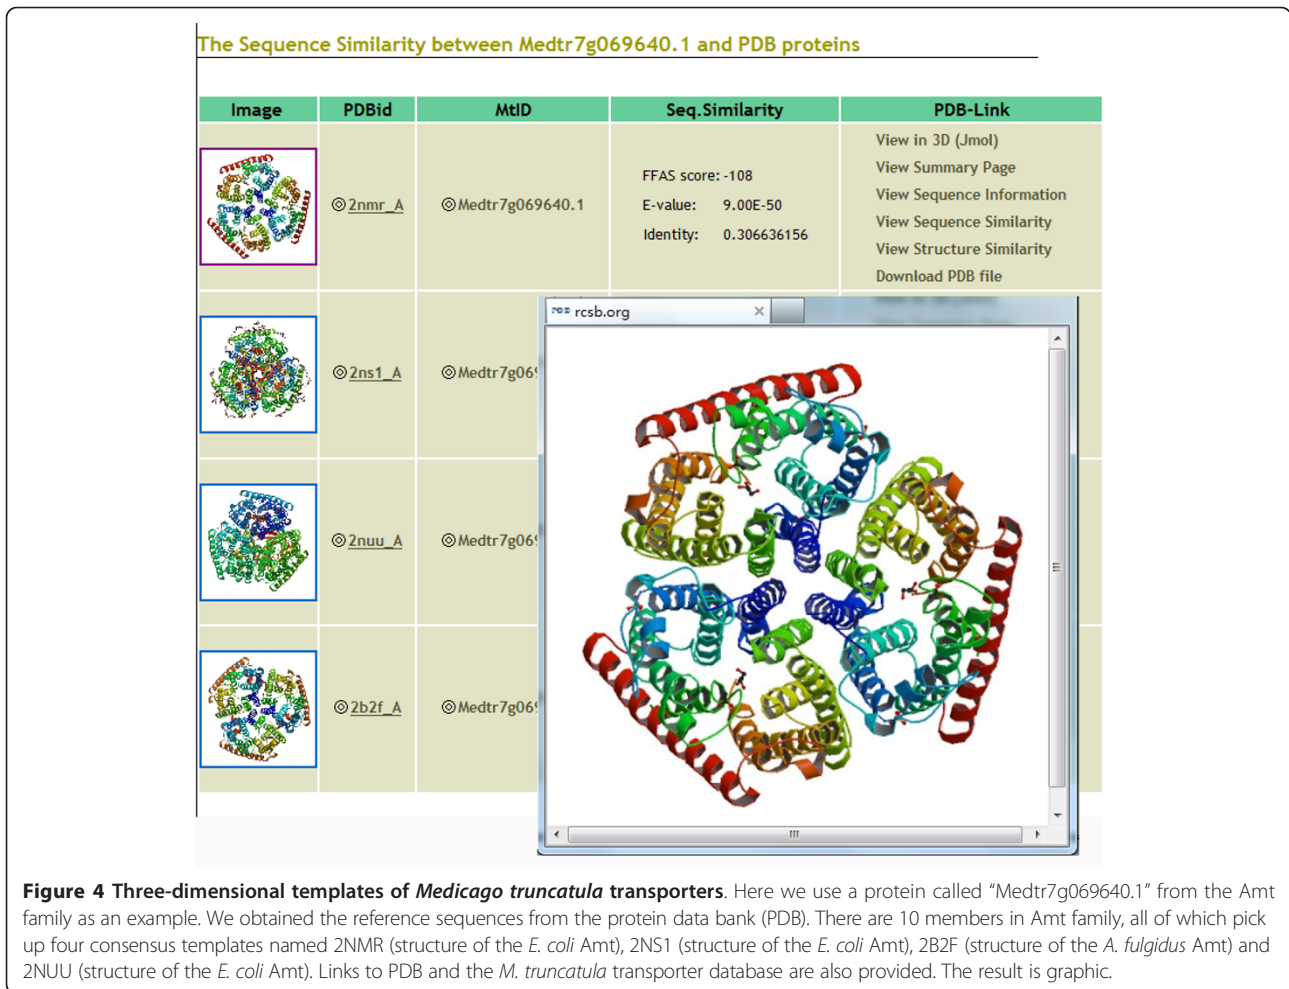 The Sequence Similarity between Medtr7g069640.1 and PDB proteins
Image PDBid MtID Seq.Similarity PDB-Link
2nmr_A Medtr7g069640.1
FFAS score: -108
E-value: 9.00E-50
Identity: 0.306636156
View in 3D (Jmol)
View Summary Page
View Sequence Information
View Sequence Similarity
View Structure Similarity
Download PDB file
rcsb.org
2ns1_A Medtr7g069
2nuu_A Medtr7g069
2b2f_A Medtr7g069
Figure 4 Three-dimensional templates of Medicago truncatula transporters. Here we use a protein called “Medtr7g069640.1” from the Amt
family as an example. We obtained the reference sequences from the protein data bank (PDB). There are 10 members in Amt family, all of which pick
up four consensus templates named 2NMR (structure of the E. coli Amt), 2NS1 (structure of the E. coli Amt), 2B2F (structure of the A. fulgidus Amt) and
2NUU (structure of the E. coli Amt). Links to PDB and the M. truncatula transporter database are also provided. The result is graphic.